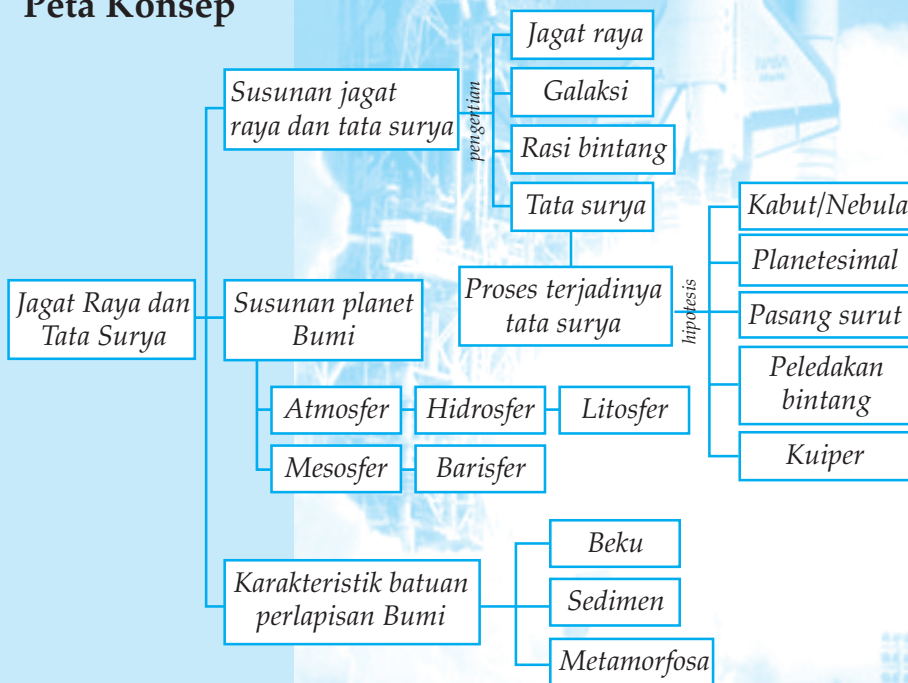 Peta Konsep
Jagat Raya dan
Tata Surya
Susunan jagat
raya dan tata surya
pengertian
Jagat raya
Galaksi
Rasi bintang
Tata surya
Proses terjadinya
tata surya
hipotesis
Kabut/Nebula
Planetesimal
Pasang surut
Peledakan
bintang
Kuiper
Susunan planet
Bumi
Atmosfer
Hidrosfer
Litosfer
Mesosfer
Barisfer
Karakteristik batuan
perlapisan Bumi
Beku
Sedimen
Metamorfosa